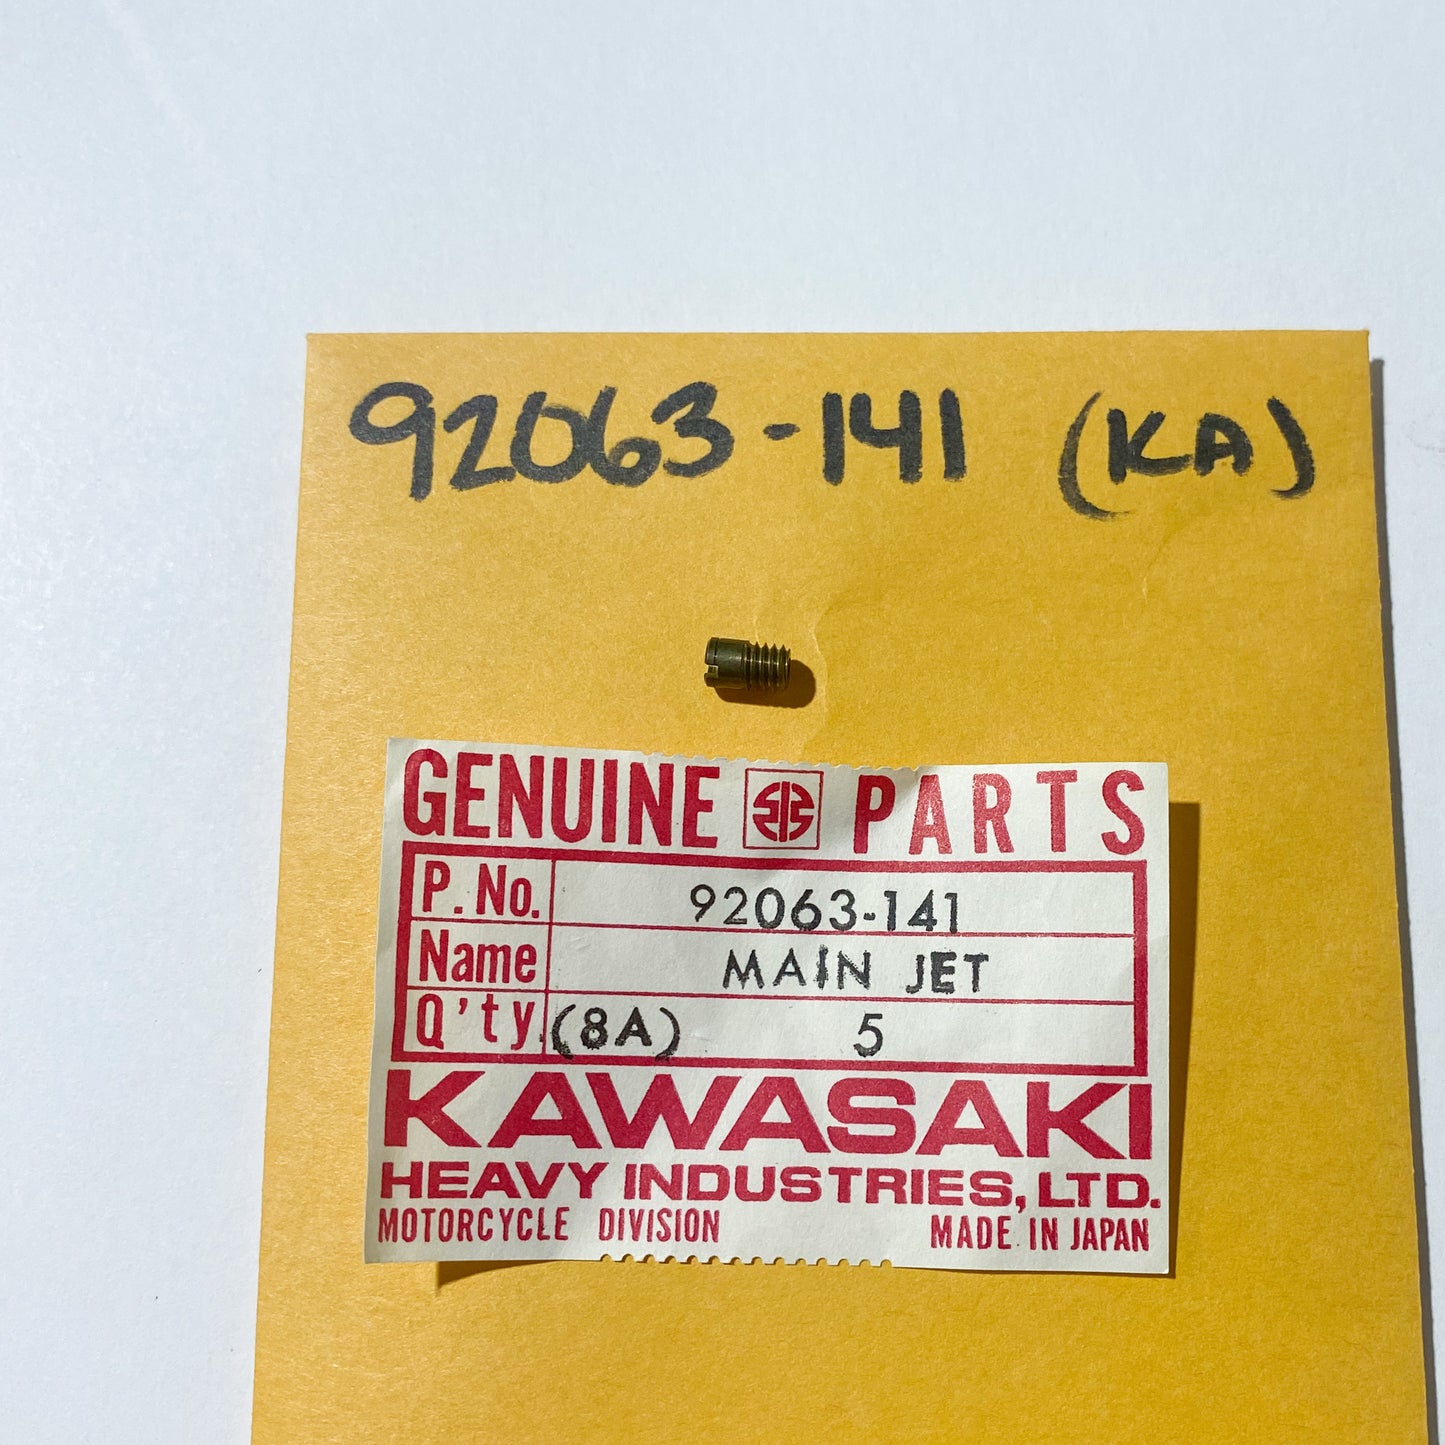 92063-141 (KA)
GENUINE PARTS
P. No. 92063-141
Name MAIN JET
Q'ty. (8A) 5
KAWASAKI
HEAVY INDUSTRIES, LTD.
MOTORCYCLE DIVISION MADE IN JAPAN